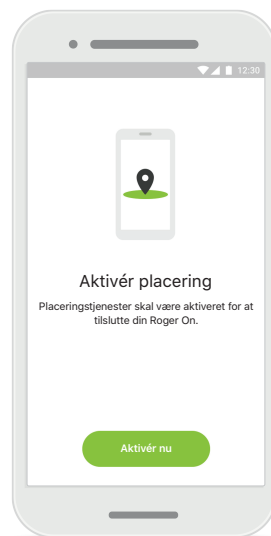 12:30
Aktivér placering
Placeringstjenester skal være aktiveret for at
tilslutte din Roger On.
Aktivér nu